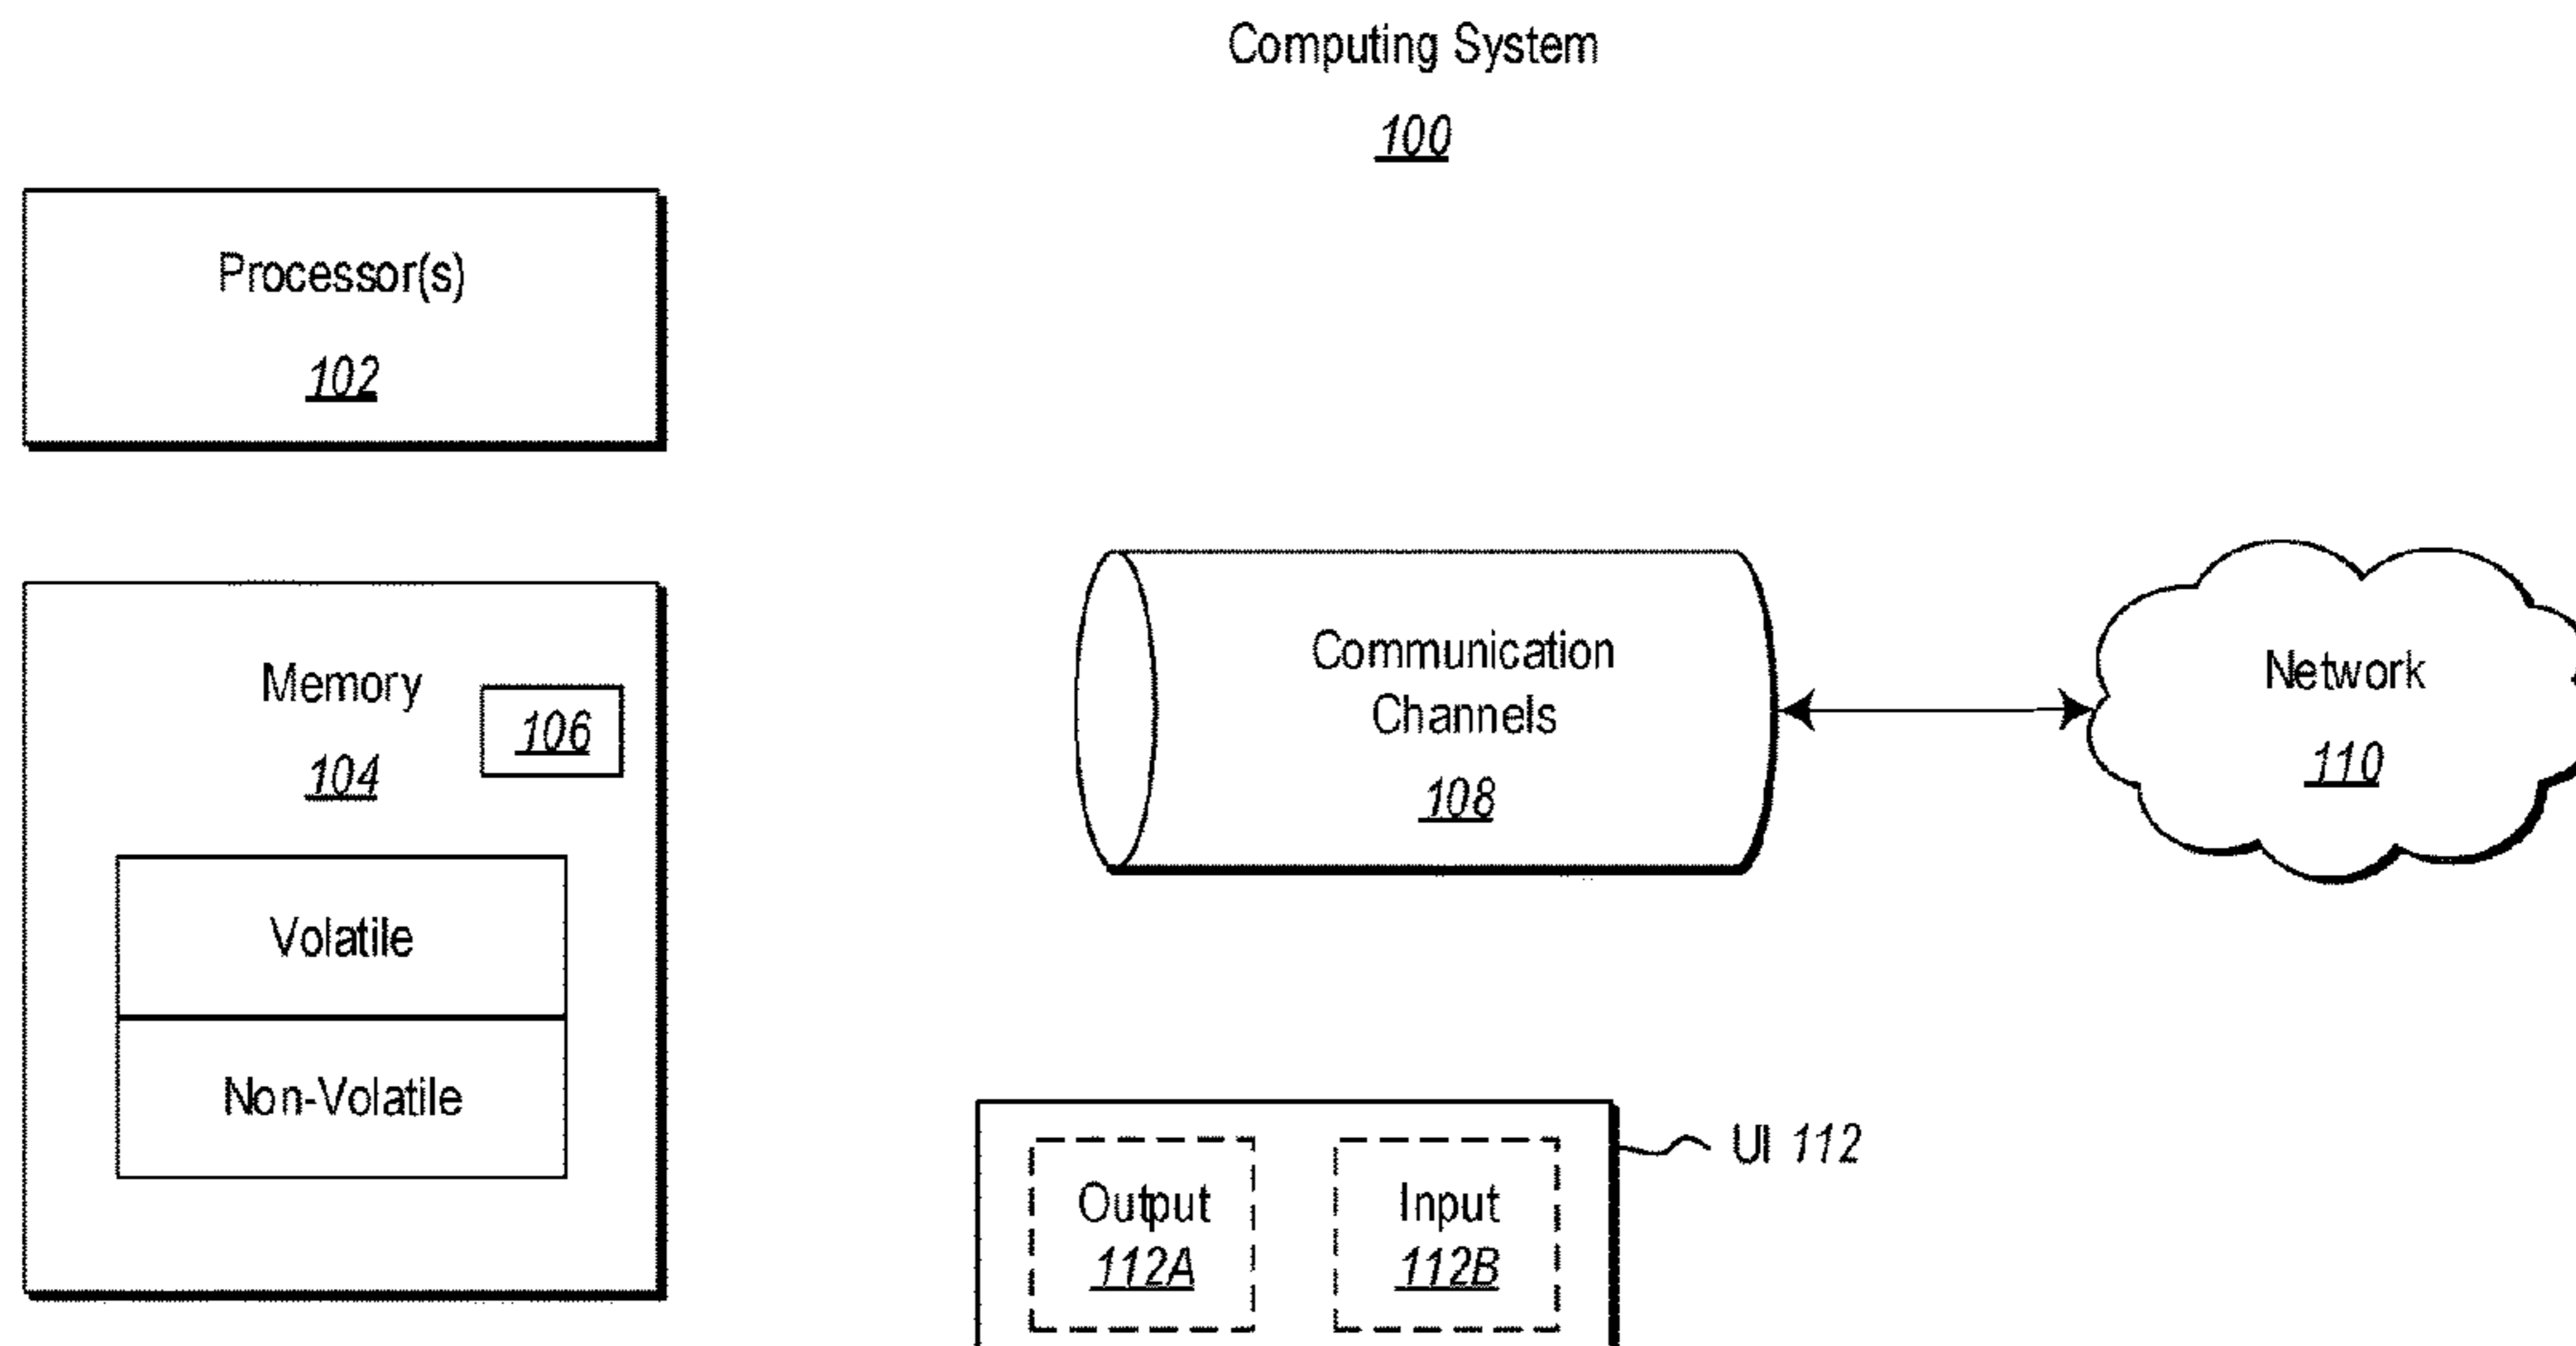 Computing System
100
Processor(s)
102
Memory
104
106
Volatile
Non-Volatile
Communication
Channels
108
Network
110
UI 112
Output
112A
Input
112B